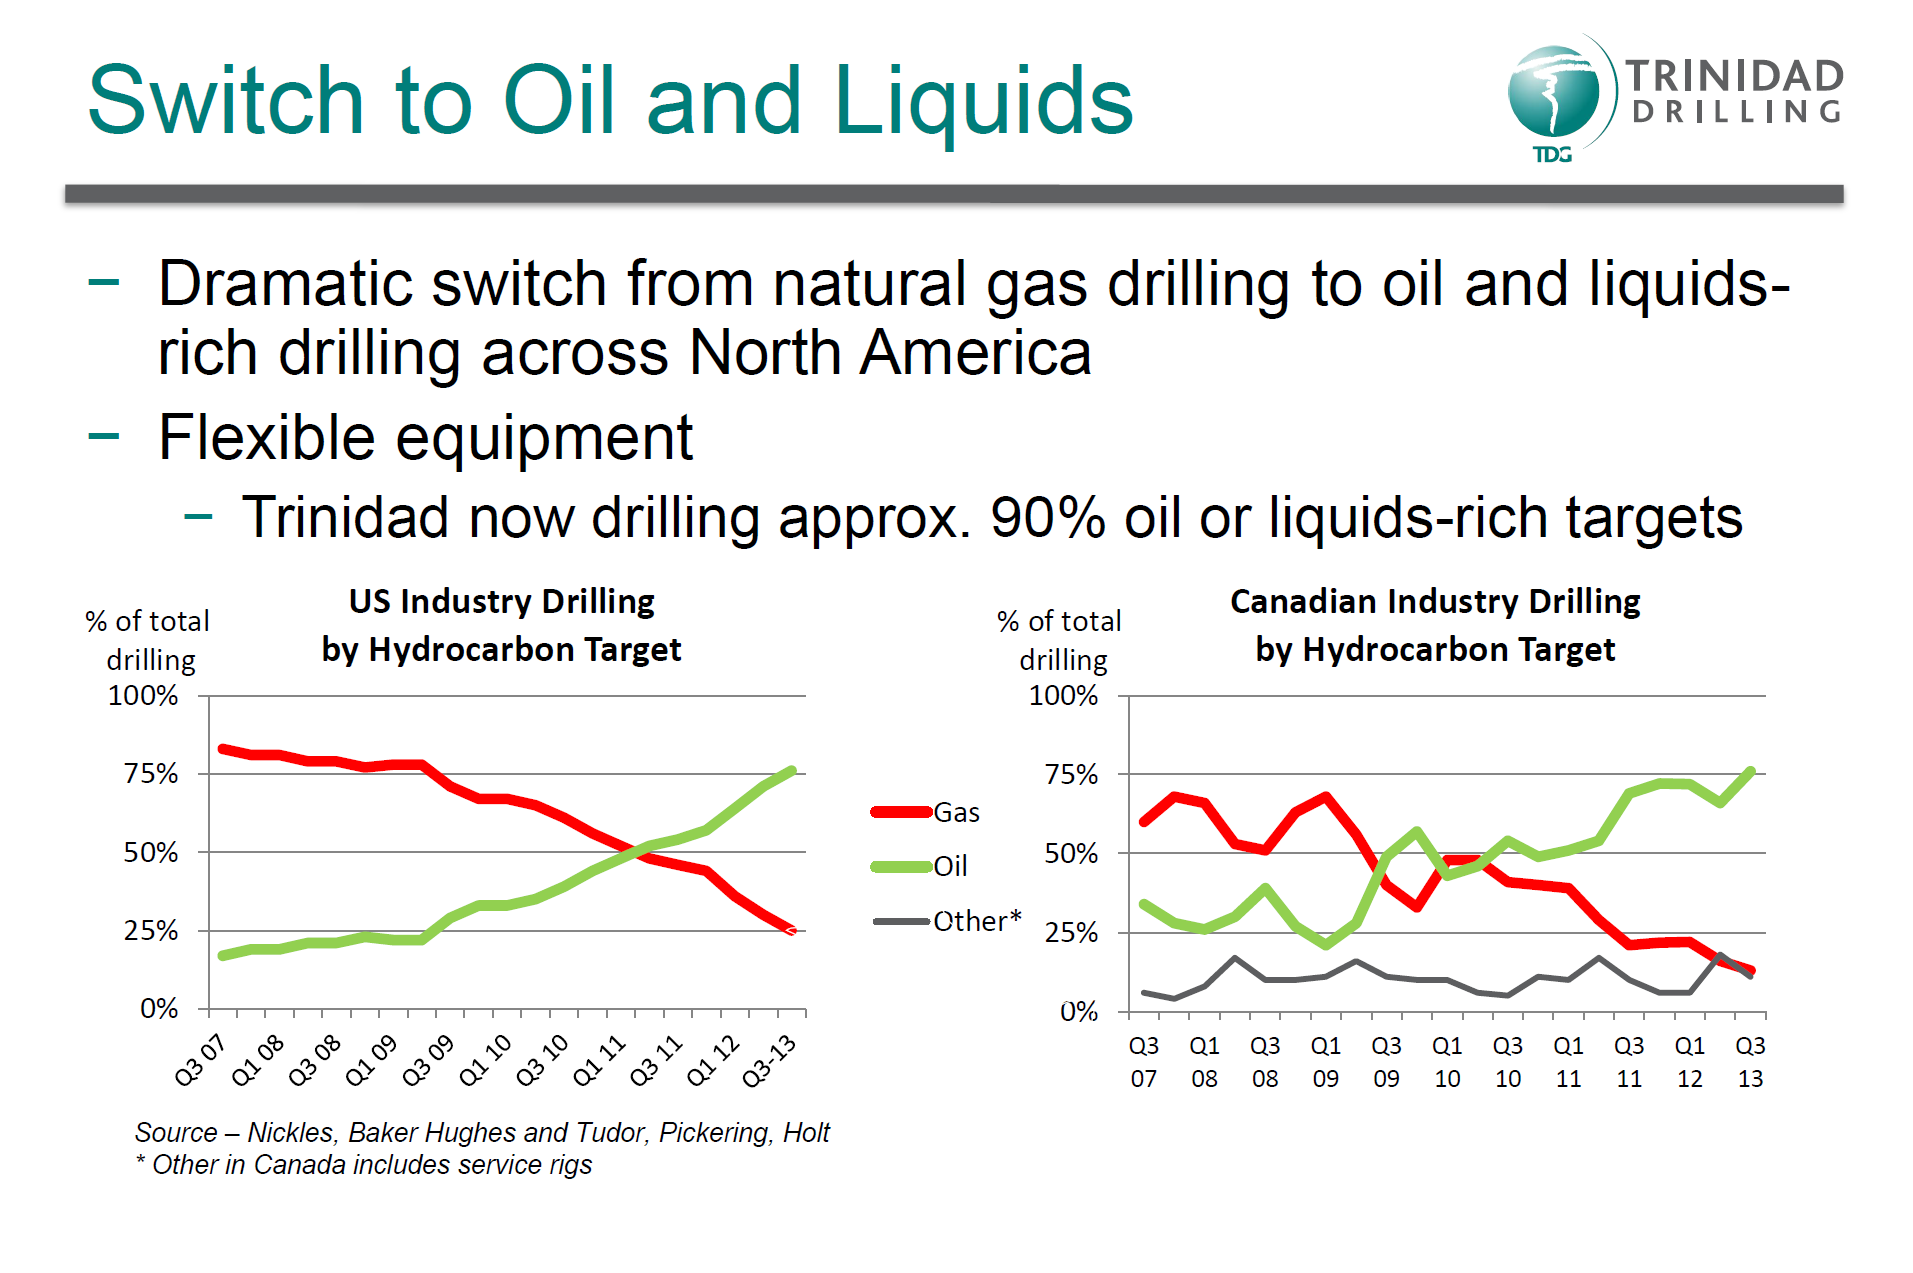 Switch to Oil and Liquids
TRINIDAD
DRILLING
TDG
− Dramatic switch from natural gas drilling to oil and liquids-
rich drilling across North America
− Flexible equipment
− Trinidad now drilling approx. 90% oil or liquids-rich targets
US Industry Drilling
by Hydrocarbon Target
% of total
drilling
100%
75%
50%
25%
0%
Q3 07
Q1 08
Q3 08
Q1 09
Q3 09
Q1 10
Q3 10
Q1 11
Q3 11
Q1 12
Q3-13
Gas
Oil
Other*
Canadian Industry Drilling
by Hydrocarbon Target
% of total
drilling
100%
75%
50%
25%
0%
Q3 Q1 Q3 Q1 Q3 Q1 Q3 Q1 Q3 Q1 Q3
07 08 08 09 09 10 10 11 11 12 13
Source – Nickles, Baker Hughes and Tudor, Pickering, Holt
* Other in Canada includes service rigs